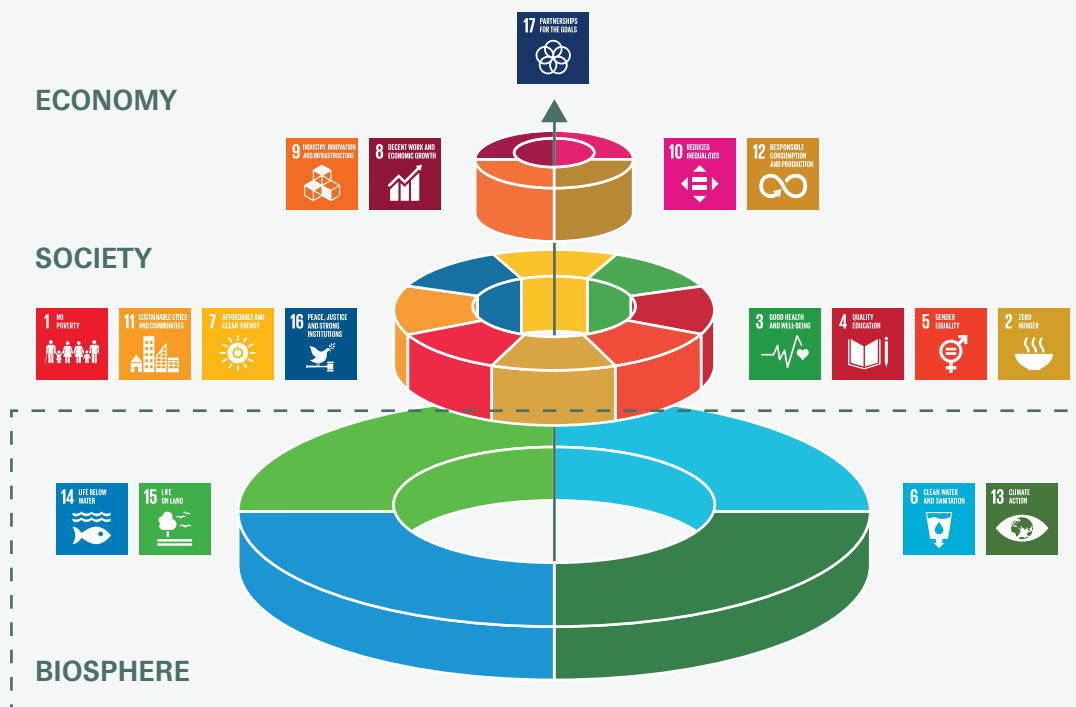 17 PARTNERSHIPS
FOR THE GOALS
ECONOMY
9 INDUSTRY, INNOVATION
AND INFRASTRUCTURE
8 DECENT WORK AND
ECONOMIC GROWTH
10 REDUCED
INEQUALITIES
12 RESPONSIBLE
CONSUMPTION
AND PRODUCTION
SOCIETY
1 NO
POVERTY
11 SUSTAINABLE CITIES
AND COMMUNITIES
7 AFFORDABLE AND
CLEAN ENERGY
16 PEACE, JUSTICE
AND STRONG
INSTITUTIONS
3 GOOD HEALTH
AND WELL-BEING
4 QUALITY
EDUCATION
5 GENDER
EQUALITY
2 ZERO
HUNGER
14 LIFE BELOW
WATER
15 LIFE
ON LAND
6 CLEAN WATER
AND SANITATION
13 CLIMATE
ACTION
BIOSPHERE